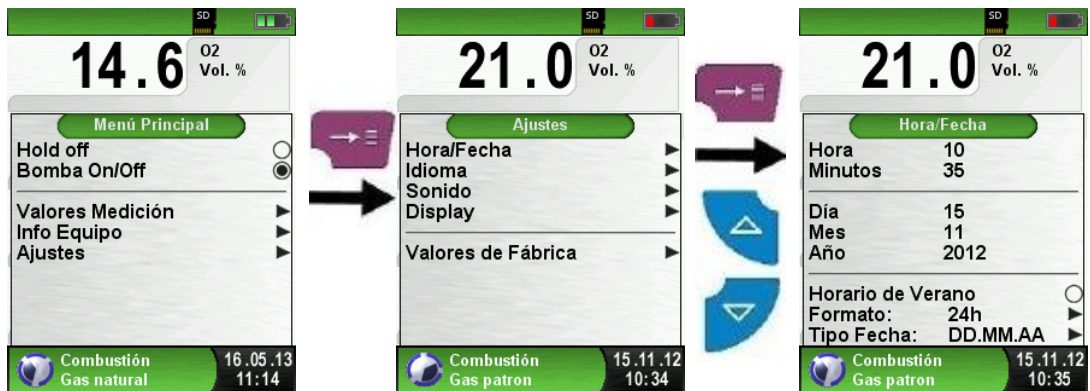 SD
14.6 O2
Vol. %
Menú Principal
Hold off
Bomba On/Off
Valores Medición
Info Equipo
Ajustes
Combustión 16.05.13
Gas natural 11:14
SD
21.0 O2
Vol. %
Ajustes
Hora/Fecha
Idioma
Sonido
Display
Valores de Fábrica
Combustión 15.11.12
Gas patron 10:34
SD
21.0 O2
Vol. %
Hora/Fecha
Hora 10
Minutos 35
Día 15
Mes 11
Año 2012
Horario de Verano
Formato: 24h
Tipo Fecha: DD.MM.AA
Combustión 15.11.12
Gas patron 10:35